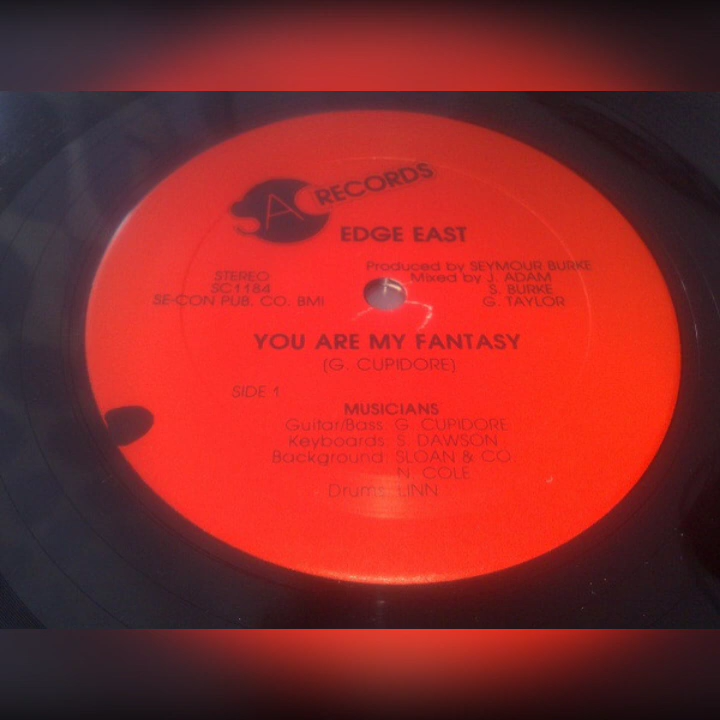 SAC RECORDS
EDGE EAST
Produced by SEYMOUR BURKE
Mixed by J. ADAM
S. BURKE
G. TAYLOR
STEREO
SC1184
SE-CON PUB. CO. BMI
YOU ARE MY FANTASY
(G. CUPIDORE)
SIDE 1
MUSICIANS
Guitar/Bass: G. CUPIDORE
Keyboards: S. DAWSON
Background: SLOAN & CO.
N. COLE
Drums: LINN